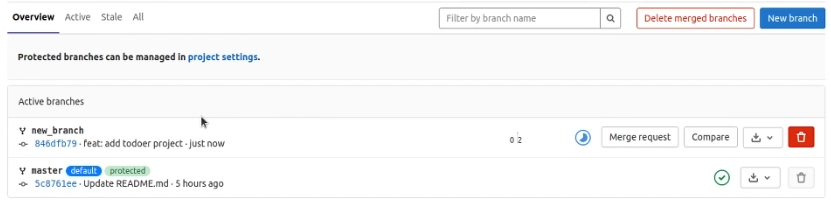 Overview Active Stale All Filter by branch name Delete merged branches New branch
Protected branches can be managed in project settings.
Active branches
new_branch
846dfb79 · feat: add todoer project · just now
0 2 Merge request Compare
master default protected
5c8761ee · Update README.md · 5 hours ago